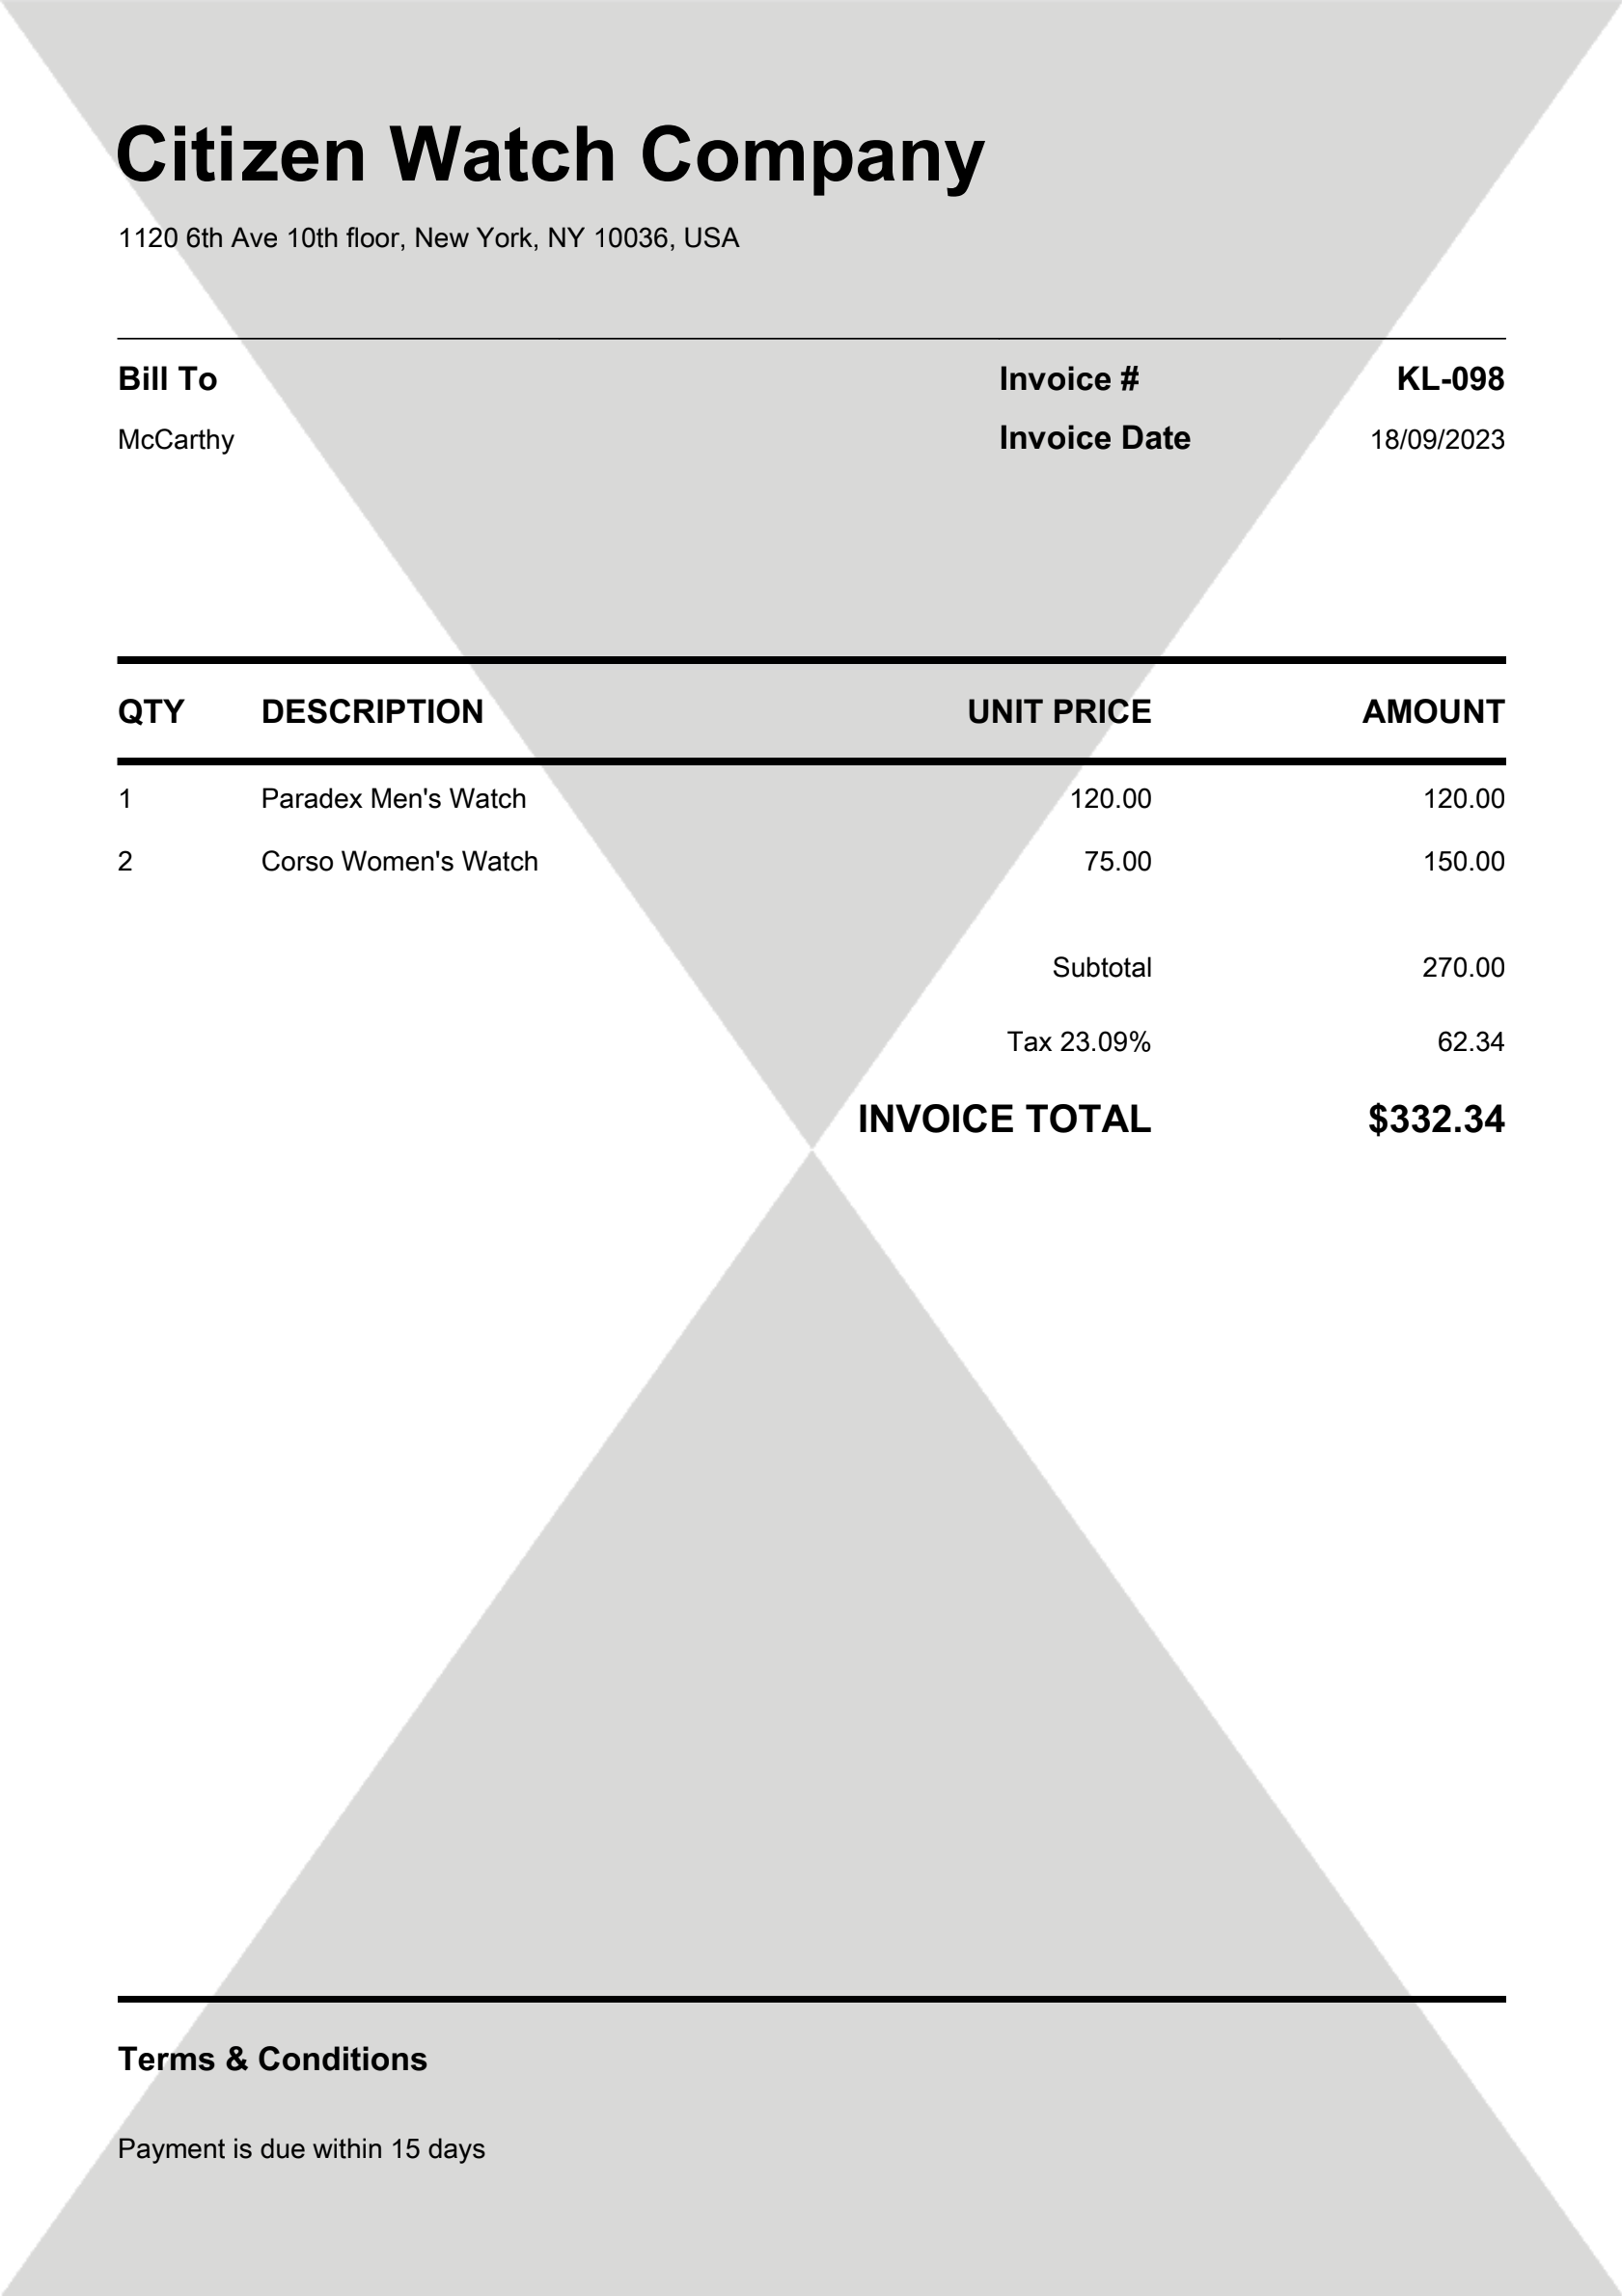 Citizen Watch Company
1120 6th Ave 10th floor, New York, NY 10036, USA
Bill To Invoice # KL-098
McCarthy Invoice Date 18/09/2023
QTY DESCRIPTION UNIT PRICE AMOUNT
1 Paradex Men's Watch 120.00 120.00
2 Corso Women's Watch 75.00 150.00
Subtotal 270.00
Tax 23.09% 62.34
INVOICE TOTAL $332.34
Terms & Conditions
Payment is due within 15 days